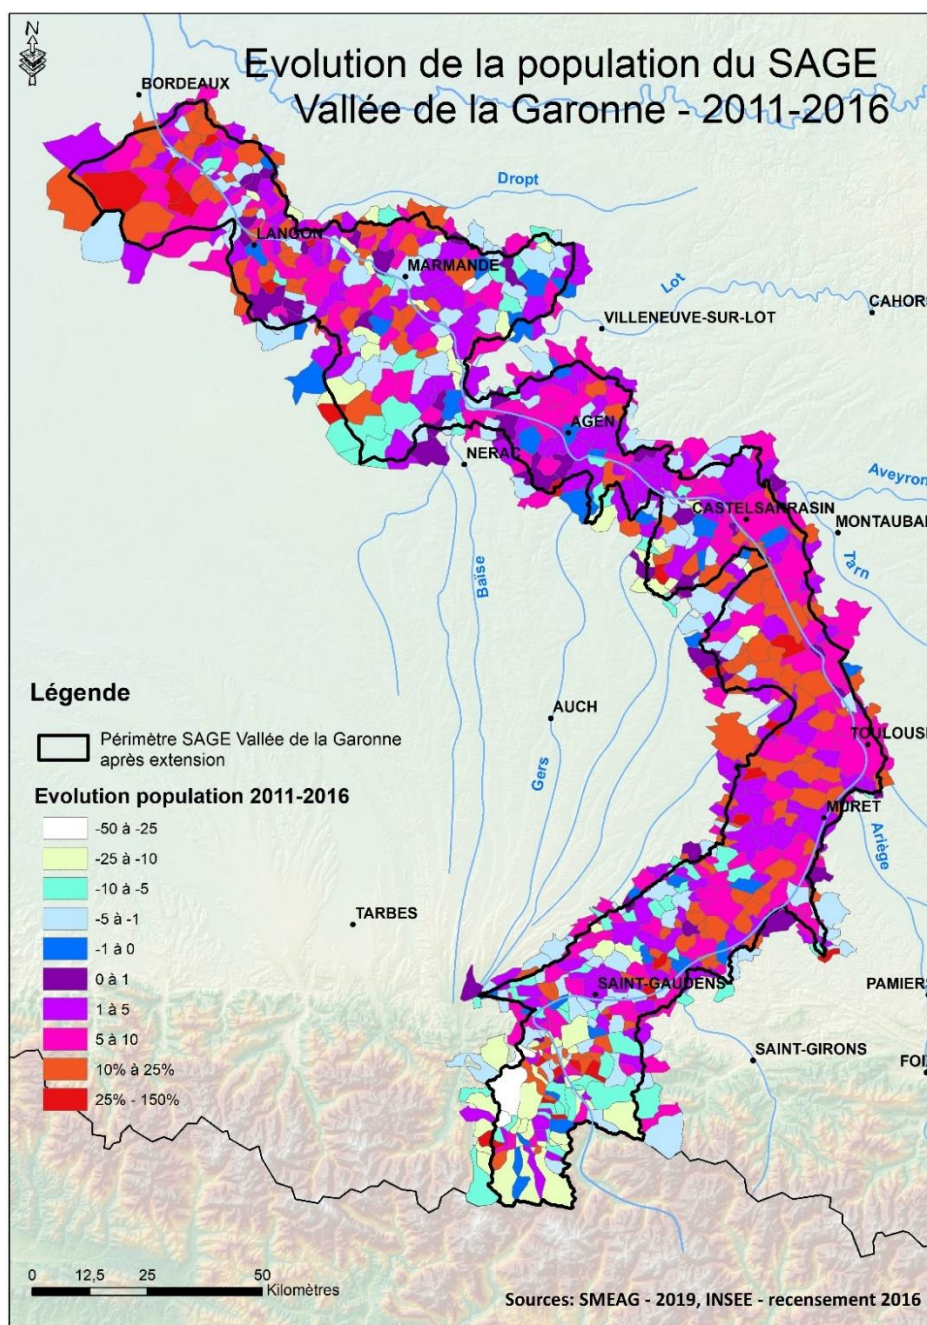 N
Evolution de la population du SAGE
Vallée de la Garonne - 2011-2016
BORDEAUX
Dropt
LANGON
MARMANDE
Lot
CAHORS
VILLENEUVE-SUR-LOT
AGEN
NERAC
Aveyron
CASTELSARRASIN
MONTAUBAN
Tarn
Baïse
Légende
AUCH
Périmètre SAGE Vallée de la Garonne
après extension
TOULOUSE
Gers
Evolution population 2011-2016
MURET
-50 à -25
Ariège
-25 à -10
-10 à -5
-5 à -1
TARBES
-1 à 0
0 à 1
SAINT-GAUDENS
PAMIERS
1 à 5
5 à 10
SAINT-GIRONS
FOIX
10% à 25%
25% - 150%
0 12,5 25 50
Kilomètres
Sources: SMEAG - 2019, INSEE - recensement 2016